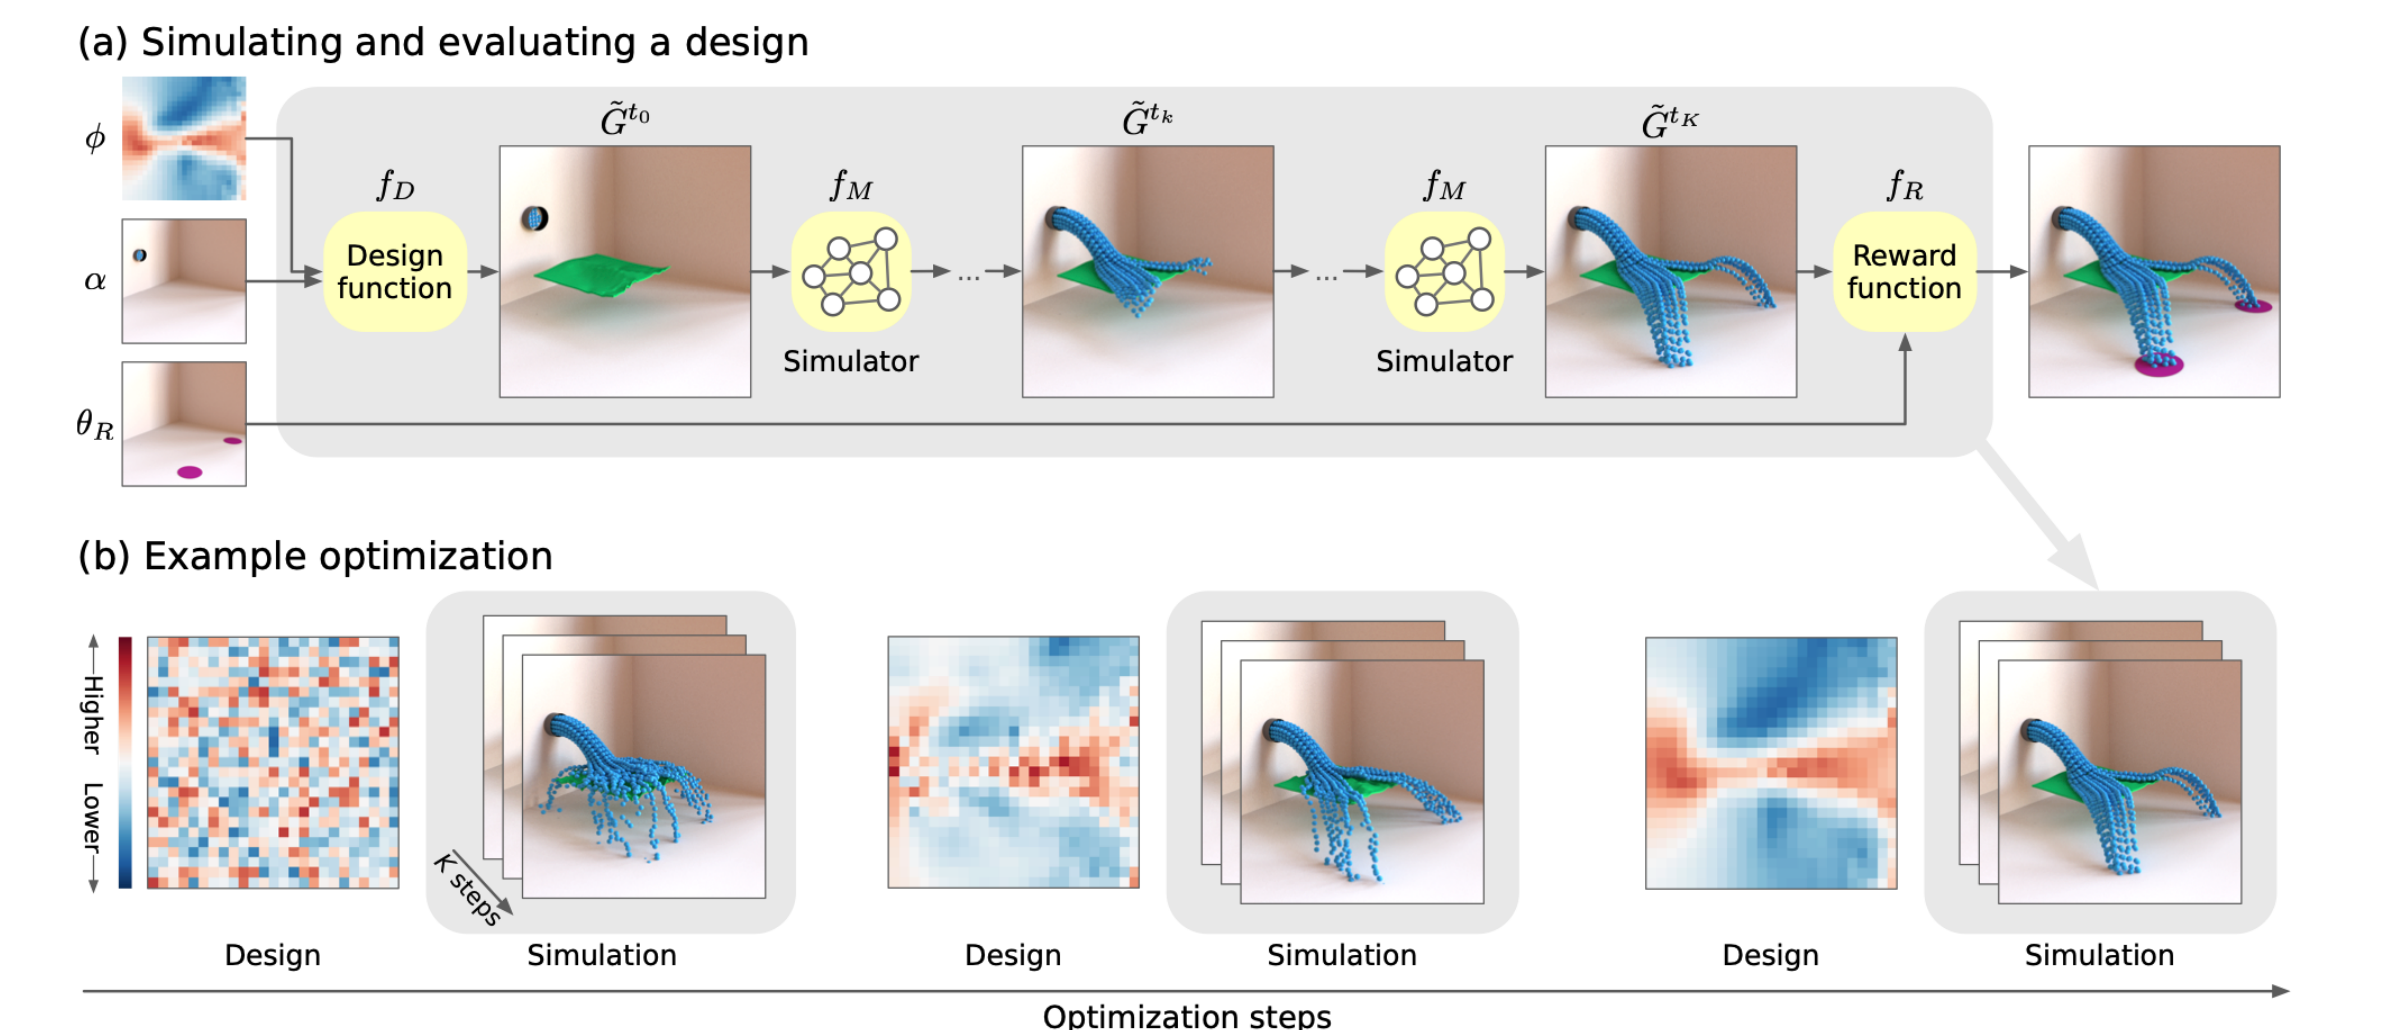 (a) Simulating and evaluating a design
ϕ
α
θ_R
f_D
Design
function
G̃^{t_0}
f_M
Simulator
...
G̃^{t_k}
...
f_M
Simulator
G̃^{t_K}
f_R
Reward
function
(b) Example optimization
Higher
Lower
K steps
Design
Simulation
Design
Simulation
Design
Simulation
Optimization steps